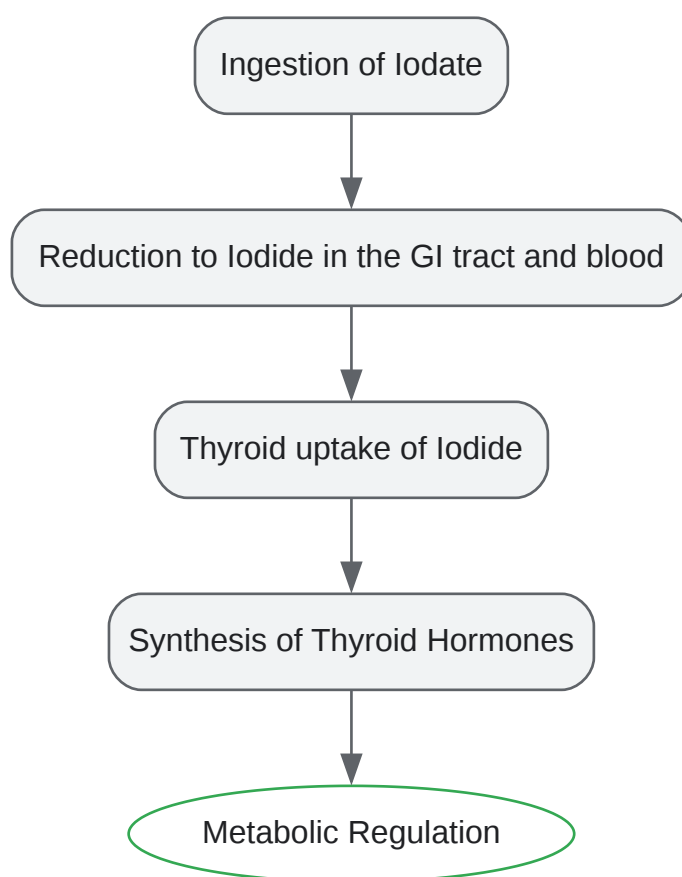 Ingestion of Iodate
Reduction to Iodide in the GI tract and blood
Thyroid uptake of Iodide
Synthesis of Thyroid Hormones
Metabolic Regulation